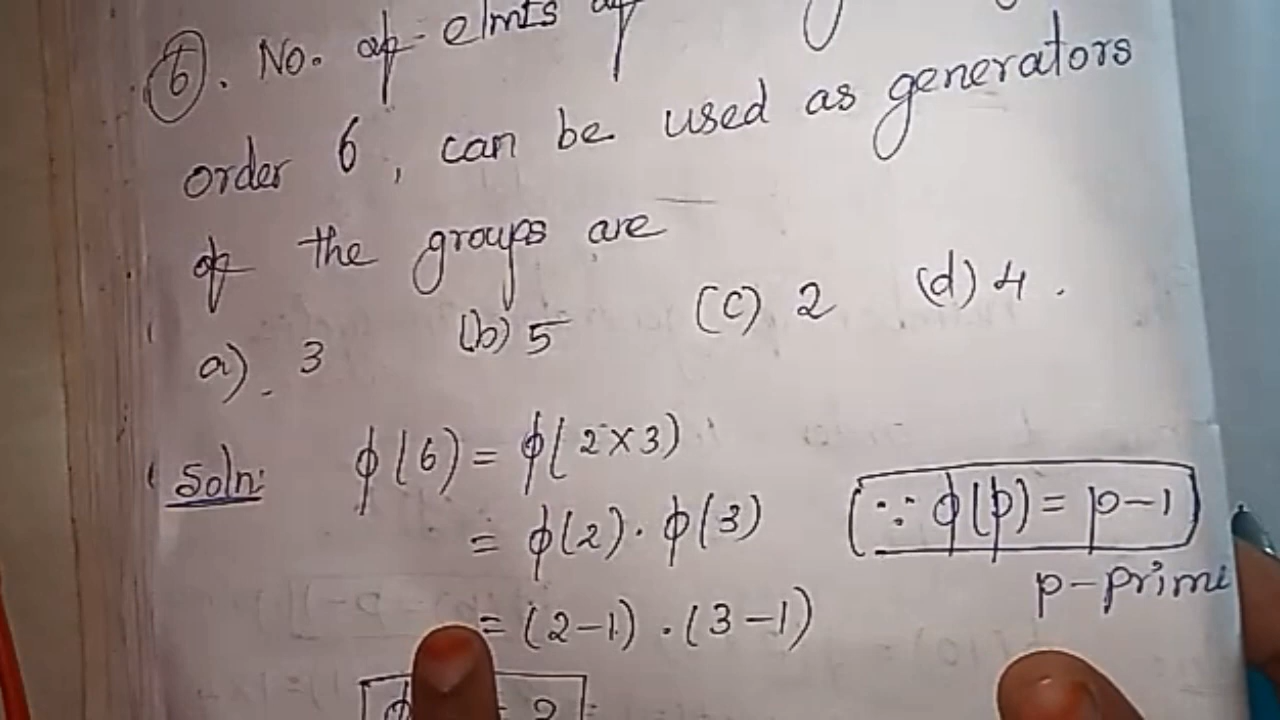 6. No. of elmts of
order 6, can be used as generators
of the groups are
a). 3 (b) 5 (c) 2 (d) 4.
Soln: φ(6) = φ(2×3)
= φ(2).φ(3) (∵ φ(p) = p-1)
p-prime
= (2-1).(3-1)
= 2